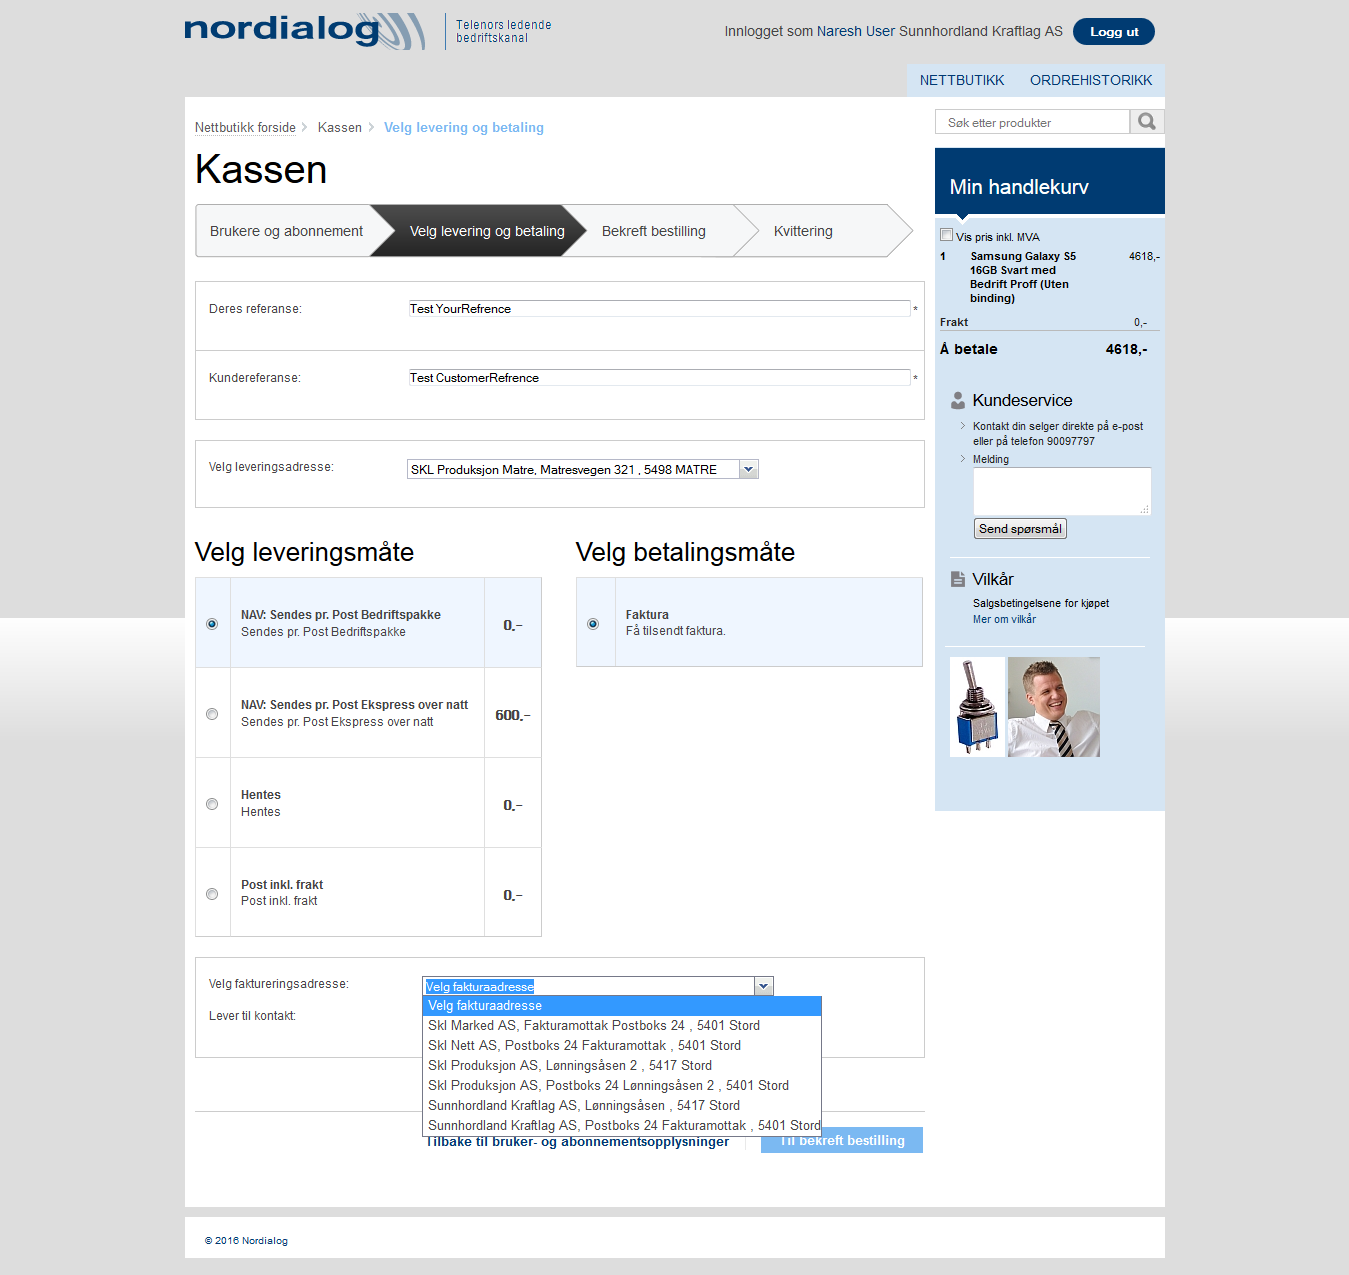 nordialog
Telenors ledende
bedriftskanal
Innlogget som Naresh User Sunnhordland Kraftlag AS
Logg ut
NETTBUTIKK
ORDREHISTORIKK
Nettbutikk forside
Kassen
Velg levering og betaling
Søk etter produkter
Kassen
Brukere og abonnement
Velg levering og betaling
Bekreft bestilling
Kvittering
Deres referanse:
Test YourRefrence
*
Kundereferanse:
Test CustomerRefrence
*
Velg leveringsadresse:
SKL Produksjon Matre, Matresvegen 321 , 5498 MATRE
Velg leveringsmåte
NAV: Sendes pr. Post Bedriftspakke
Sendes pr. Post Bedriftspakke
0,-
NAV: Sendes pr. Post Ekspress over natt
Sendes pr. Post Ekspress over natt
600,-
Hentes
Hentes
0,-
Post inkl. frakt
Post inkl. frakt
0,-
Velg betalingsmåte
Faktura
Få tilsendt faktura.
Velg faktureringsadresse:
Velg fakturaadresse
Lever til kontakt:
Velg fakturaadresse
Skl Marked AS, Fakturamottak Postboks 24 , 5401 Stord
Skl Nett AS, Postboks 24 Fakturamottak , 5401 Stord
Skl Produksjon AS, Lønningsåsen 2 , 5417 Stord
Skl Produksjon AS, Postboks 24 Lønningsåsen 2 , 5401 Stord
Sunnhordland Kraftlag AS, Lønningsåsen , 5417 Stord
Sunnhordland Kraftlag AS, Postboks 24 Fakturamottak , 5401 Stord
Tilbake til bruker- og abonnementsopplysninger
Til bekreft bestilling
Min handlekurv
Vis pris inkl. MVA
1 Samsung Galaxy S5 4618,-
16GB Svart med
Bedrift Proff (Uten
binding)
Frakt 0,-
Å betale 4618,-
Kundeservice
Kontakt din selger direkte på e-post
eller på telefon 90097797
Melding
Send spørsmål
Vilkår
Salgsbetingelsene for kjøpet
Mer om vilkår
© 2016 Nordialog